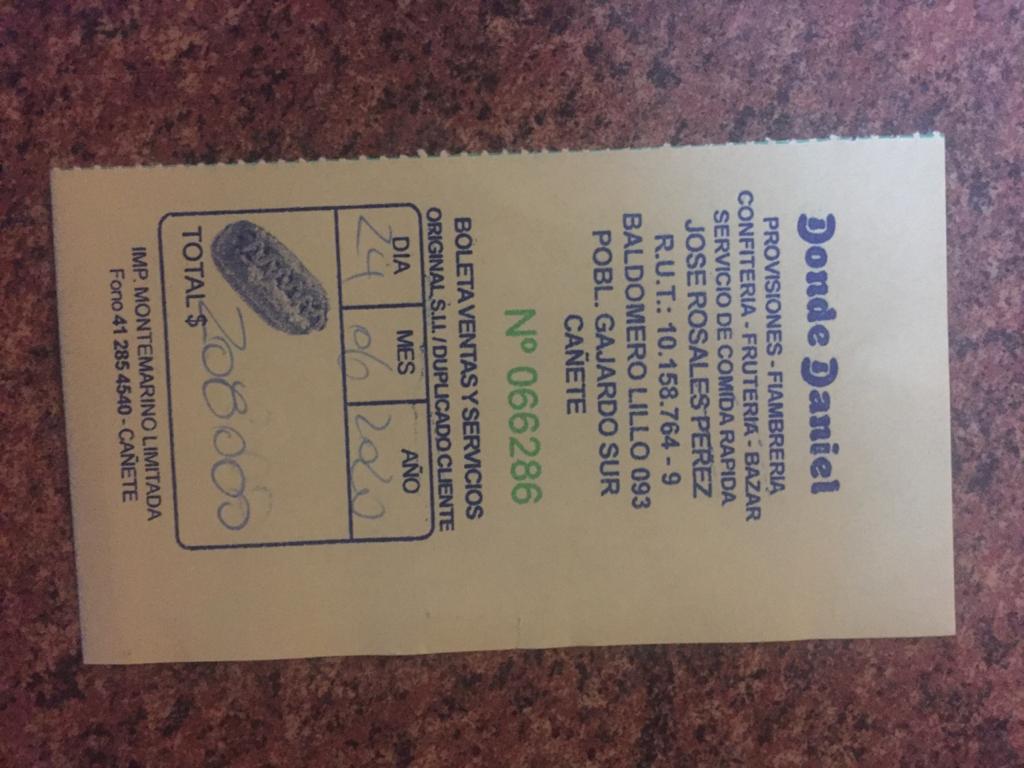 Donde Daniel
PROVISIONES - FIAMBRERIA
CONFITERIA - FRUTERIA - BAZAR
SERVICIO DE COMIDA RAPIDA
JOSE ROSALES PEREZ
R.U.T.: 10.158.764 - 9
BALDOMERO LILLO 093
POBL. GAJARDO SUR
CAÑETE
Nº 066286
BOLETA VENTAS Y SERVICIOS
ORIGINAL S.I.I. / DUPLICADO CLIENTE
DIA MES AÑO
24 06 2020
TOTAL $ 208000
IMP. MONTEMARINO LIMITADA
Fono 41 285 4540 - CAÑETE